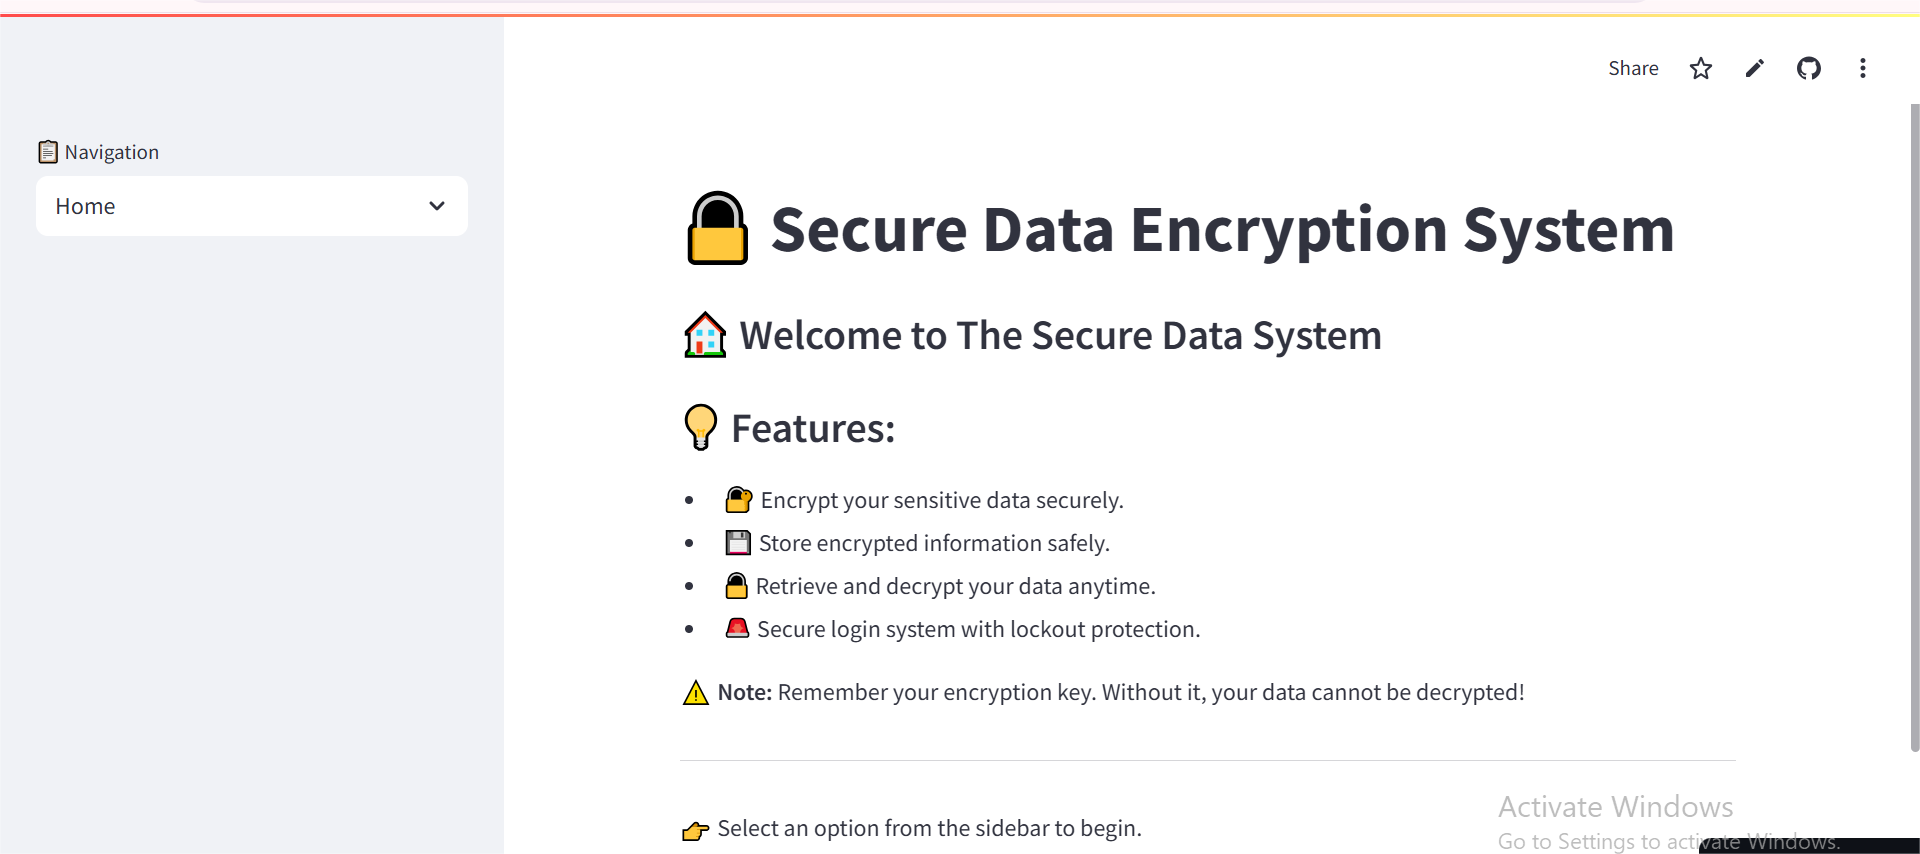 Share
Navigation
Home
Secure Data Encryption System
Welcome to The Secure Data System
Features:
Encrypt your sensitive data securely.
Store encrypted information safely.
Retrieve and decrypt your data anytime.
Secure login system with lockout protection.
Note: Remember your encryption key. Without it, your data cannot be decrypted!
Select an option from the sidebar to begin.
Activate Windows
Go to Settings to activate Windows.